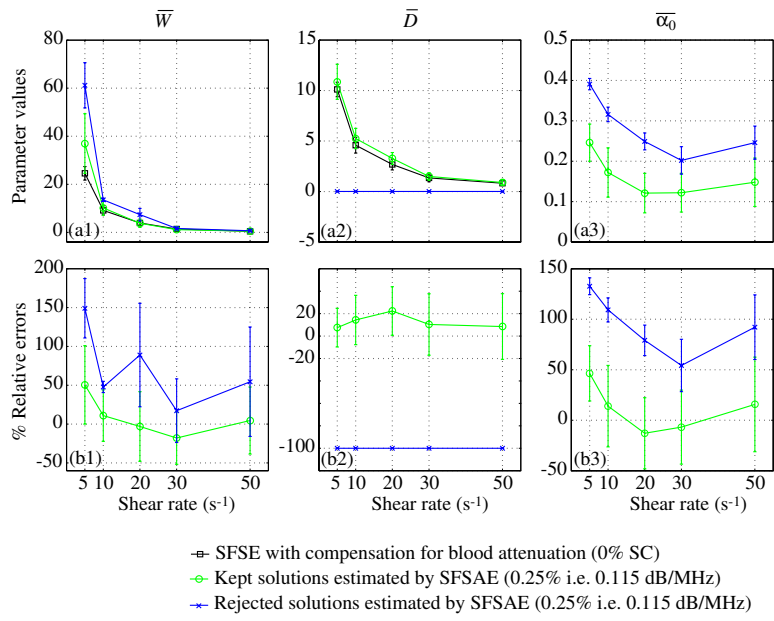 W̅ D̅ α̅₀
Parameter values
80
60
40
20
0
(a1)
15
10
5
0
-5
(a2)
0.5
0.4
0.3
0.2
0.1
0
(a3)
% Relative errors
200
150
100
50
0
-50
(b1)
20
0
-20
-100
(b2)
150
100
50
0
-50
(b3)
5 10 20 30 50
5 10 20 30 50
5 10 20 30 50
Shear rate (s⁻¹) Shear rate (s⁻¹) Shear rate (s⁻¹)
SFSE with compensation for blood attenuation (0% SC)
Kept solutions estimated by SFSAE (0.25% i.e. 0.115 dB/MHz)
Rejected solutions estimated by SFSAE (0.25% i.e. 0.115 dB/MHz)